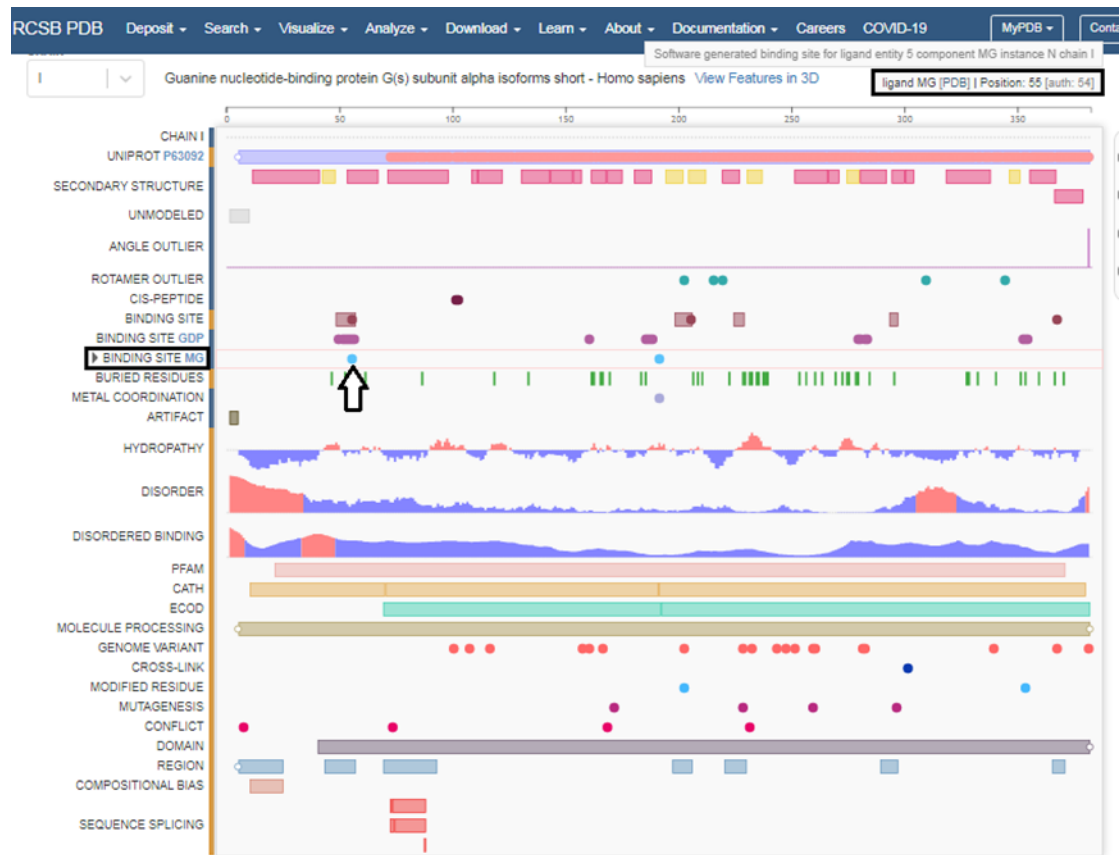 RCSB PDB Deposit Search Visualize Analyze Download Learn About Documentation Careers COVID-19 MyPDB
Software generated binding site for ligand entity 5 component MG instance N chain I
I Guanine nucleotide-binding protein G(s) subunit alpha isoforms short - Homo sapiens View Features in 3D
ligand MG [PDB] | Position: 55 [auth: 54]
0 50 100 150 200 250 300 350
CHAIN I
UNIPROT P63092
SECONDARY STRUCTURE
UNMODELED
ANGLE OUTLIER
ROTAMER OUTLIER
CIS-PEPTIDE
BINDING SITE
BINDING SITE GDP
BINDING SITE MG
BURIED RESIDUES
METAL COORDINATION
ARTIFACT
HYDROPATHY
DISORDER
DISORDERED BINDING
PFAM
CATH
ECOD
MOLECULE PROCESSING
GENOME VARIANT
CROSS-LINK
MODIFIED RESIDUE
MUTAGENESIS
CONFLICT
DOMAIN
REGION
COMPOSITIONAL BIAS
SEQUENCE SPLICING